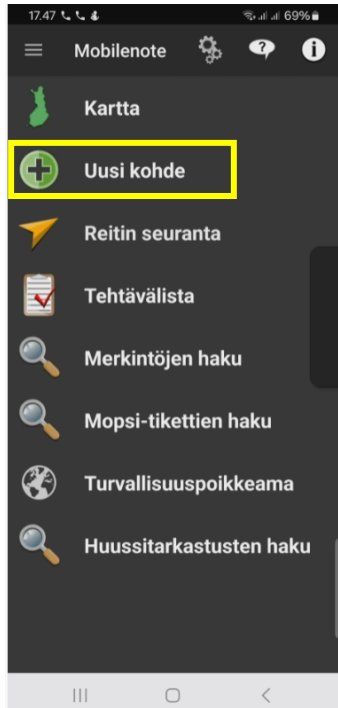 17.47 69%
Mobilenote ? i
Kartta
Uusi kohde
Reitin seuranta
Tehtävälista
Merkintöjen haku
Mopsi-tikettien haku
Turvallisuuspoikkeama
Huussitarkastusten haku